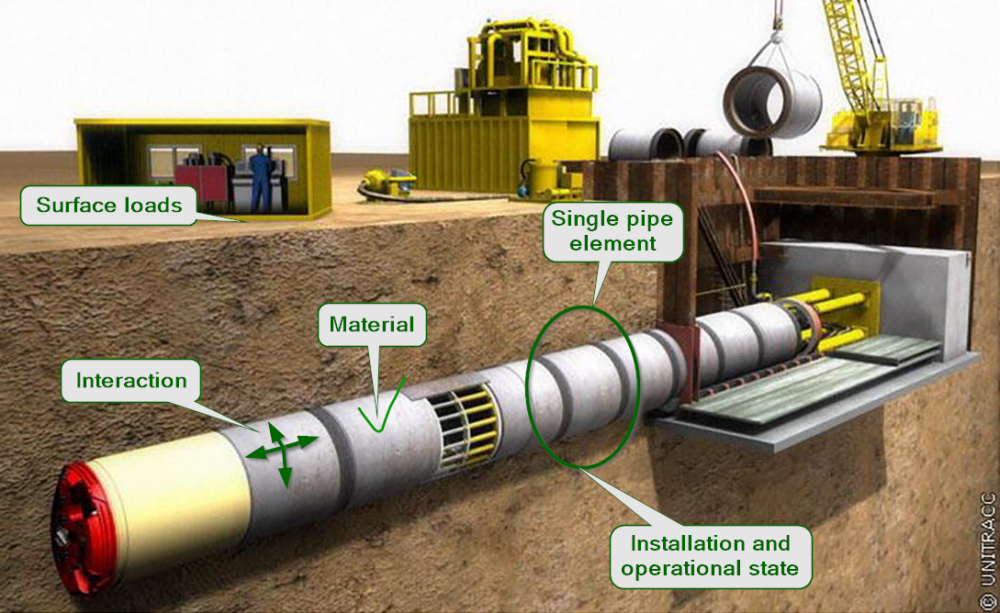 Surface loads
Single pipe
element
Material
Interaction
Installation and
operational state
© UNITRACC